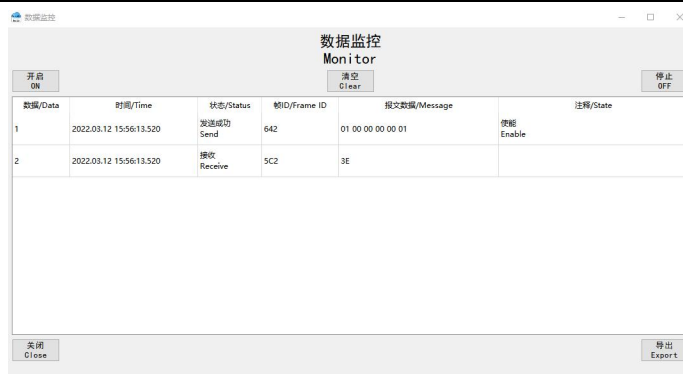 数据监控
数据监控
Monitor
开启
ON
清空
Clear
停止
OFF
数据/Data 时间/Time 状态/Status 帧ID/Frame ID 报文数据/Message 注释/State
1 2022.03.12 15:56:13.520 发送成功 Send 642 01 00 00 00 00 01 使能 Enable
2 2022.03.12 15:56:13.520 接收 Receive 5C2 3E
关闭
Close
导出
Export